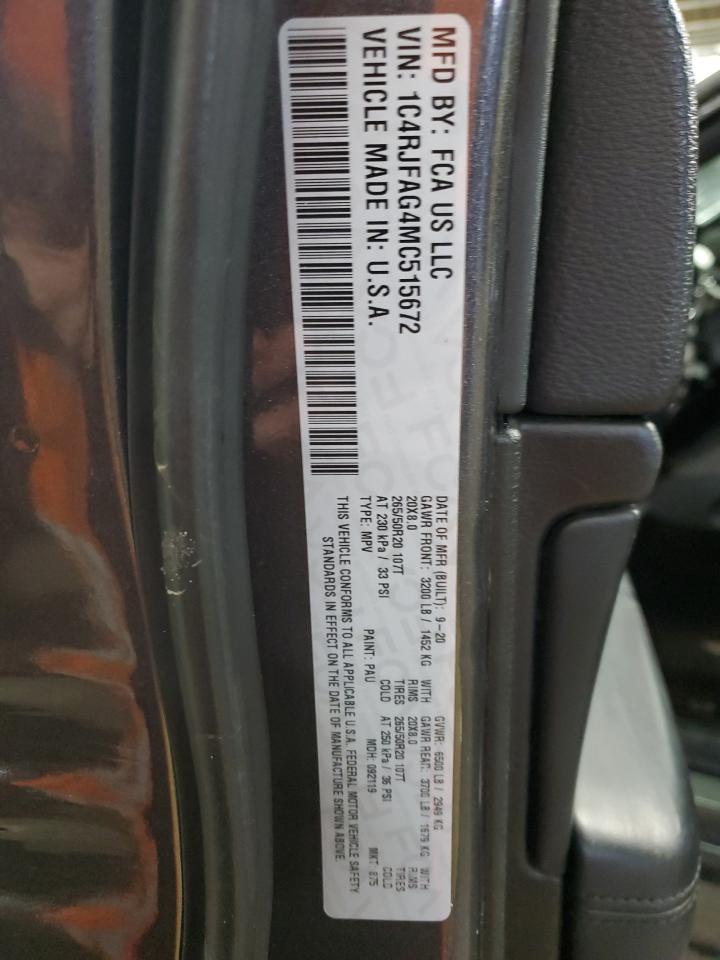 MFD BY: FCA US LLC
VIN: 1C4RJFAG4MC515672
VEHICLE MADE IN: U.S.A.
DATE OF MFR (BUILT): 9-20 GVWR: 6500 LB / 2949 KG
GAWR FRONT: 3200 LB / 1452 KG WITH GAWR REAR: 3700 LB / 1679 KG WITH
20X8.0 RIMS 20X8.0 RIMS
265/50R20 107T TIRES 265/50R20 107T TIRES
AT 230 kPa / 33 PSI COLD AT 250 kPa / 36 PSI COLD
TYPE: MPV PAINT: PAU MDH: 092119 MKT: 875
THIS VEHICLE CONFORMS TO ALL APPLICABLE U.S.A. FEDERAL MOTOR VEHICLE SAFETY
STANDARDS IN EFFECT ON THE DATE OF MANUFACTURE SHOWN ABOVE.